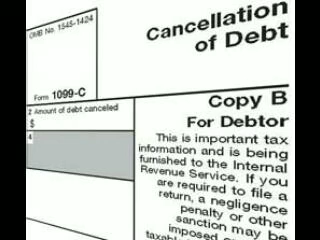 OMB No. 1545-1424
Cancellation
of Debt
Form 1099-C
2 Amount of debt canceled
$
4
Copy B
For Debtor
This is important tax
information and is being
furnished to the Internal
Revenue Service. If you
are required to file a
return, a negligence
penalty or other
sanction may be
imposed
taxable